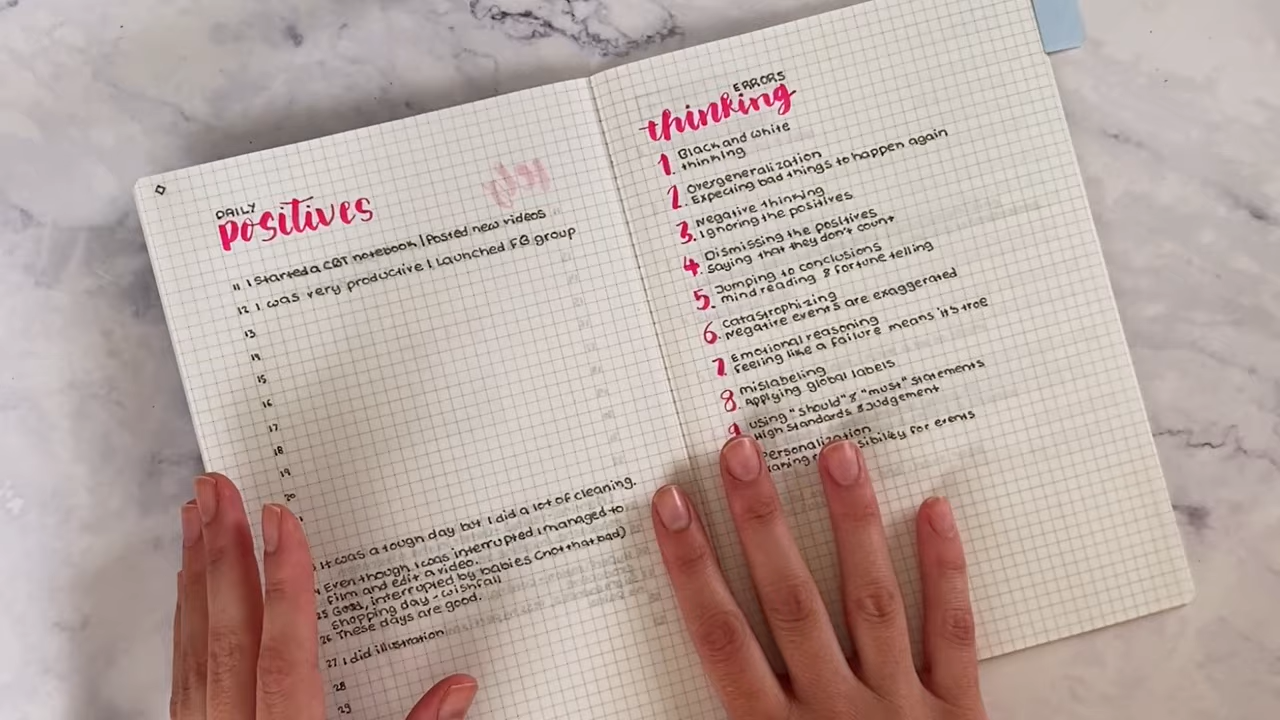 DAILY
positives
11 I started a CBT notebook | Posted new videos
12 I was very productive I launched FB group
13
14
15
16
17
18
19
20
It was a tough day but I did a lot of cleaning.
Even though I was interrupted I managed to
film and edit a video.
25 Good, interrupted by babies (not that bad)
shopping day - wishfall
26 These days are good.
27 I did illustration
28
29
ERRORS
thinking
1. Black and white
thinking
2. Overgeneralization
Expecting bad things to happen again
3. Negative thinking
Ignoring the positives
4. Dismissing the positives
Saying that they don't count
5. Jumping to conclusions
mind reading & fortune telling
6. Catastrophizing
Negative events are exaggerated
7. Emotional reasoning
Feeling like a failure means it's true
8. mislabeling
Applying global labels
9 using "should" & "must" statements
High standards & Judgement
Personalization
for events